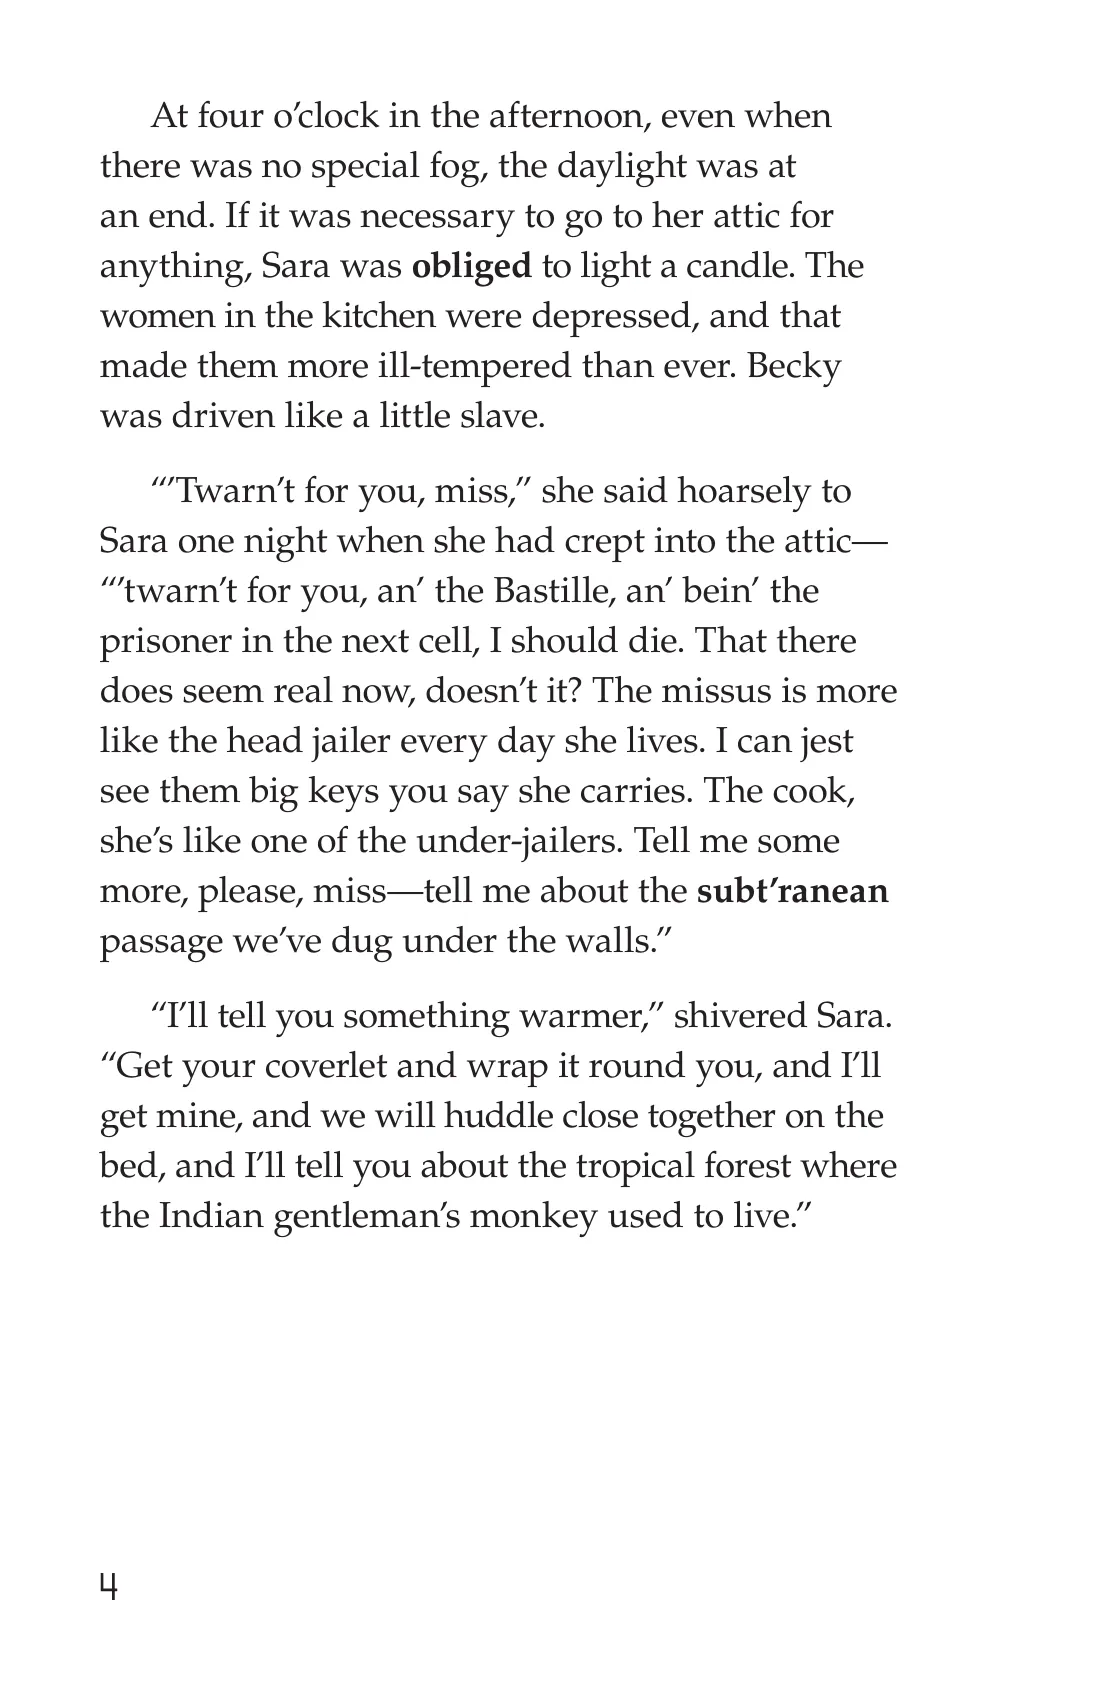 At four o’clock in the afternoon, even when
there was no special fog, the daylight was at
an end. If it was necessary to go to her attic for
anything, Sara was obliged to light a candle. The
women in the kitchen were depressed, and that
made them more ill-tempered than ever. Becky
was driven like a little slave.
“’Twarn’t for you, miss,” she said hoarsely to
Sara one night when she had crept into the attic—
“’twarn’t for you, an’ the Bastille, an’ bein’ the
prisoner in the next cell, I should die. That there
does seem real now, doesn’t it? The missus is more
like the head jailer every day she lives. I can jest
see them big keys you say she carries. The cook,
she’s like one of the under-jailers. Tell me some
more, please, miss—tell me about the subt’ranean
passage we’ve dug under the walls.”
“I’ll tell you something warmer,” shivered Sara.
“Get your coverlet and wrap it round you, and I’ll
get mine, and we will huddle close together on the
bed, and I’ll tell you about the tropical forest where
the Indian gentleman’s monkey used to live.”
4